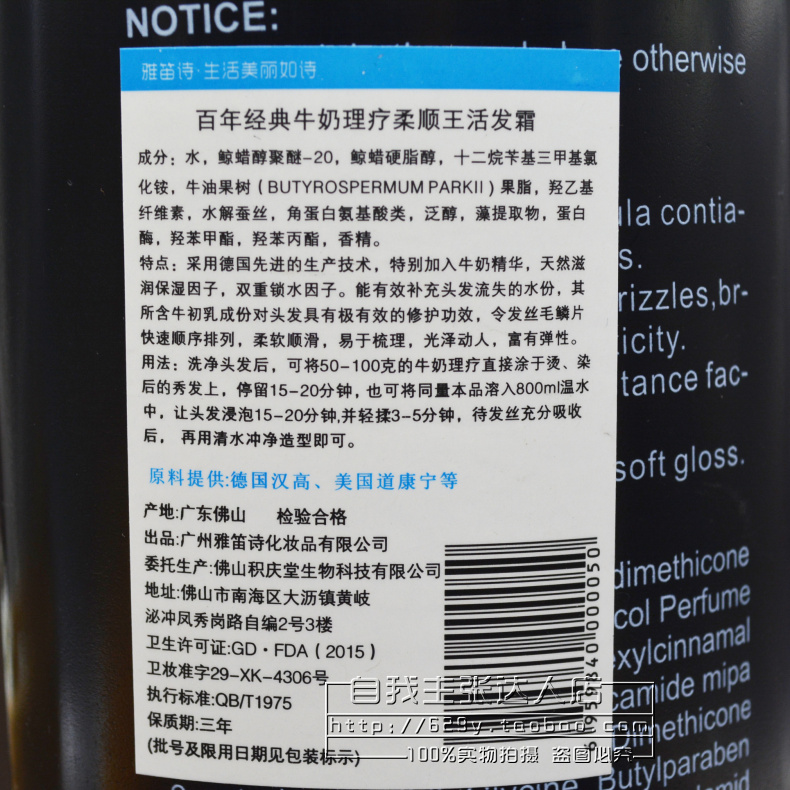 NOTICE:
otherwise
雅笛诗·生活美丽如诗
百年经典牛奶理疗柔顺王活发霜
成分：水，鲸蜡醇聚醚-20，鲸蜡硬脂醇，十二烷苄基三甲基氯
化铵，牛油果树（BUTYROSPERMUM PARKII）果脂，羟乙基
纤维素，水解蚕丝，角蛋白氨基酸类，泛醇，藻提取物，蛋白
酶，羟苯甲酯，羟苯丙酯，香精。
特点：采用德国先进的生产技术，特别加入牛奶精华，天然滋
润保湿因子，双重锁水因子。能有效补充头发流失的水份，其
所含牛初乳成份对头发具有极有效的修护功效，令发丝毛鳞片
快速顺序排列，柔软顺滑，易于梳理，光泽动人，富有弹性。
用法：洗净头发后，可将50-100克的牛奶理疗直接涂于烫、染
后的秀发上，停留15-20分钟，也可将同量本品溶入800ml温水
中，让头发浸泡15-20分钟,并轻揉3-5分钟，待发丝充分吸收
后， 再用清水冲净造型即可。
原料提供:德国汉高、美国道康宁等
产地:广东佛山 检验合格
出品:广州雅笛诗化妆品有限公司
委托生产:佛山积庆堂生物科技有限公司
地址:佛山市南海区大沥镇黄岐
泌冲凤秀岗路自编2号3楼
卫生许可证:GD·FDA（2015）
卫妆准字29-XK-4306号
执行标准:QB/T1975
保质期:三年
(批号及限用日期见包装标示)
ula contia-
s.
rizzles,br-
icity.
tance fac-
soft gloss.
dimethicone
col Perfume
exylcinnamal
camide mipa
methicone
Butylparaben
自我主张达人店
http://629y.taobao.com
100%实物拍摄 盗图必究